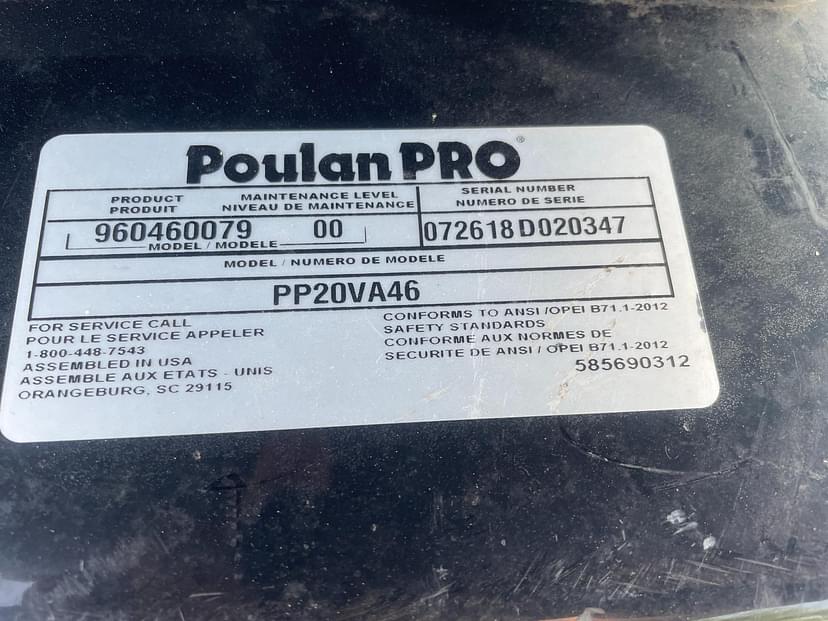 Poulan PRO®
PRODUCT
PRODUIT
MAINTENANCE LEVEL
NIVEAU DE MAINTENANCE
SERIAL NUMBER
NUMERO DE SERIE
960460079 00
MODEL / MODELE
072618D020347
MODEL / NUMERO DE MODELE
PP20VA46
FOR SERVICE CALL
POUR LE SERVICE APPELER
1-800-448-7543
ASSEMBLED IN USA
ASSEMBLE AUX ETATS - UNIS
ORANGEBURG, SC 29115
CONFORMS TO ANSI /OPEI B71.1-2012
SAFETY STANDARDS
CONFORME AUX NORMES DE
SECURITE DE ANSI / OPEI B71.1-2012
585690312